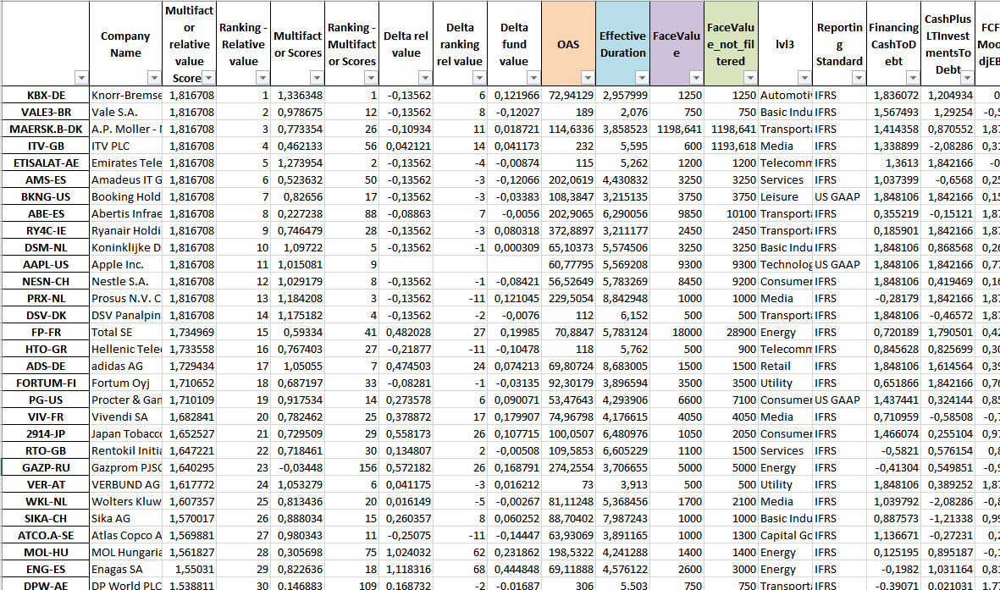 Company Name | Multifactor relative value Score | Ranking - Relative value | Multifactor Scores | Ranking - Multifactor Scores | Delta rel value | Delta ranking rel value | Delta fund value | OAS | Effective Duration | FaceValue | FaceValue_not_filtered | lvl3 | Reporting Standard | FinancingCashToDebt | CashPlusLTInvestmentsToDebt | FCF Moo djEB
KBX-DE Knorr-Bremse 1,816708 1 1,336348 1 -0,13562 6 0,121966 72,94129 2,957999 1250 1250 Automoti IFRS 1,836072 1,204934 0
VALE3-BR Vale S.A. 1,816708 2 0,978675 12 -0,13562 8 -0,12027 189 2,076 750 750 Basic Indu IFRS 1,567493 1,29254 -0,5
MAERSK.B-DK A.P. Moller - 1,816708 3 0,773354 26 -0,10934 11 0,018721 114,6336 3,858523 1198,641 1198,641 Transport IFRS 1,414358 0,870552 1,87
ITV-GB ITV PLC 1,816708 4 0,462133 56 0,042121 14 0,041173 232 5,595 600 1193,618 Media IFRS 1,338899 -2,08286 0,31
ETISALAT-AE Emirates Tele 1,816708 5 1,273954 2 -0,13562 -4 -0,00874 115 5,262 1200 1200 Telecomm IFRS 1,3613 1,842166 -0
AMS-ES Amadeus IT G 1,816708 6 0,523632 50 -0,13562 -3 -0,12066 202,0619 4,430832 3250 3250 Services IFRS 1,037399 -0,6568 0,25
BKNG-US Booking Hold 1,816708 7 0,82656 17 -0,13562 -3 -0,03383 108,3847 3,215135 3750 3750 Leisure US GAAP 1,816708 1,842166 0,15
ABE-ES Abertis Infrae 1,816708 8 0,227238 88 -0,08863 7 -0,0056 202,9065 6,290056 9850 10100 Transport IFRS 0,355219 -0,15121 1,87
RY4C-IE Ryanair Holdi 1,816708 9 0,746479 28 -0,13562 -3 0,080318 372,8897 3,211177 2450 2450 Transport IFRS 0,185901 1,842166 1,87
DSM-NL Koninklijke D 1,816708 10 1,09722 5 -0,13562 -1 0,000309 65,10373 5,574506 3250 3250 Basic Indu IFRS 1,848106 0,868568 0,26
AAPL-US Apple Inc. 1,816708 11 1,015081 9 60,77795 5,569208 9300 9300 Technolog US GAAP 1,848106 1,842166 0,77
NESN-CH Nestle S.A. 1,816708 12 1,029179 8 -0,13562 -1 -0,08421 56,52649 5,783269 8450 9200 Consumer IFRS 1,848106 0,419469 0,16
PRX-NL Prosus N.V. C 1,816708 13 1,184208 3 -0,13562 -11 0,121045 229,5054 8,842948 1000 1000 Media IFRS -0,28179 1,842166 1,87
DSV-DK DSV Panalpin 1,816708 14 1,175182 4 -0,13562 -2 -0,0076 112 6,152 500 500 Transport IFRS 1,848106 -0,46572 1,87
FP-FR Total SE 1,734969 15 0,59334 41 0,482028 27 0,19985 70,8847 5,783124 18000 28900 Energy IFRS 0,720189 1,790501 0,42
HTO-GR Hellenic Tele 1,733558 16 0,767403 27 -0,21877 -11 -0,10478 118 5,762 500 900 Telecomm IFRS 0,845628 0,825699 0,30
ADS-DE adidas AG 1,729434 17 1,05055 7 0,474503 24 0,074213 69,80724 8,683005 1500 1500 Retail IFRS 1,848106 1,614564 0,39
FORTUM-FI Fortum Oyj 1,710652 18 0,687197 33 -0,08281 -1 -0,03135 92,30179 3,896594 3500 3500 Utility IFRS 0,651866 1,842166 0,76
PG-US Procter & Gan 1,710109 19 0,917534 14 0,273578 6 0,090071 53,47643 4,293906 6600 7100 Consumer US GAAP 1,437441 0,324144 0,85
VIV-FR Vivendi SA 1,682841 20 0,782462 25 0,378872 17 0,179907 74,96798 4,176615 4050 4050 Media IFRS 0,710959 -0,58508 -0,7
2914-JP Japan Tobacco 1,652527 21 0,729509 29 0,558173 26 0,107715 100,0507 6,480976 1050 2050 Consumer IFRS 1,466074 0,255104 0,97
RTO-GB Rentokil Initia 1,647221 22 0,718461 30 0,134807 2 -0,00508 109,5853 6,605229 1100 1500 Services IFRS -0,5821 0,576154 0,8
GAZP-RU Gazprom PJSC 1,640295 23 -0,03448 156 0,572182 26 0,168791 274,2554 3,706655 5000 5000 Energy IFRS -0,41304 0,549851 -0,9
VER-AT VERBUND AG 1,617772 24 1,053279 6 0,041175 -3 0,016212 73 3,913 500 500 Utility IFRS 1,848106 0,389252 1,87
WKL-NL Wolters Kluw 1,607357 25 0,813436 20 0,016149 -5 -0,00267 81,11248 5,368456 1700 2100 Media IFRS 1,039792 -2,08286 -0,8
SIKA-CH Sika AG 1,570017 26 0,888034 15 0,260357 8 0,060252 88,70402 7,987243 1000 1000 Basic Indu IFRS 0,887573 -1,21338 0,99
ATCO.A-SE Atlas Copco A 1,569881 27 0,980343 11 -0,25075 -11 -0,14447 63,93069 3,891165 1000 1300 Capital Go IFRS 1,136671 -0,27231 0,2
MOL-HU MOL Hungaria 1,561827 28 0,305698 75 1,024032 62 0,231862 198,5322 4,241288 1400 1400 Energy IFRS 0,125195 0,895187 -0,1
ENG-ES Enagas SA 1,55031 29 0,822636 18 1,118316 68 0,444848 69,11888 4,576122 2600 3000 Energy IFRS -0,1982 1,031164 0,81
DPW-AE DP World PLC 1,538811 30 0,146883 109 0,168732 -2 -0,01687 306 5,503 750 750 Transport IFRS -0,39071 0,021031 1,77